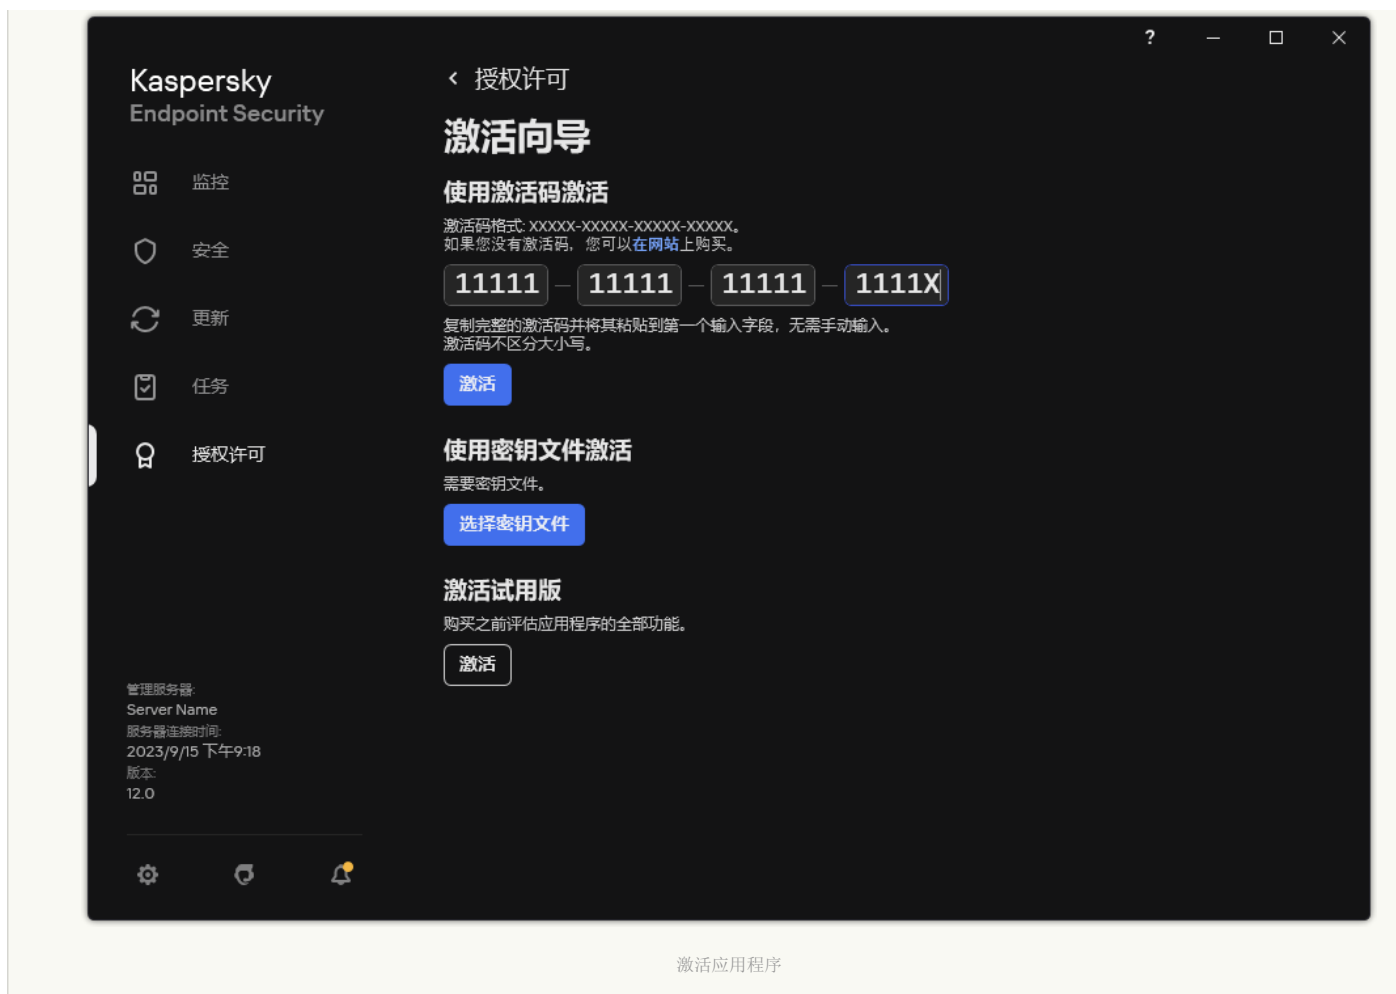 ?
Kaspersky
Endpoint Security
监控
安全
更新
任务
授权许可
管理服务器:
Server Name
服务器连接时间:
2023/9/15 下午9:18
版本:
12.0
授权许可
激活向导
使用激活码激活
激活码格式: XXXXX-XXXXX-XXXXX-XXXXX。
如果您没有激活码，您可以在网站上购买。
11111 — 11111 — 11111 — 1111X
复制完整的激活码并将其粘贴到第一个输入字段，无需手动输入。
激活码不区分大小写。
激活
使用密钥文件激活
需要密钥文件。
选择密钥文件
激活试用版
购买之前评估应用程序的全部功能。
激活
激活应用程序